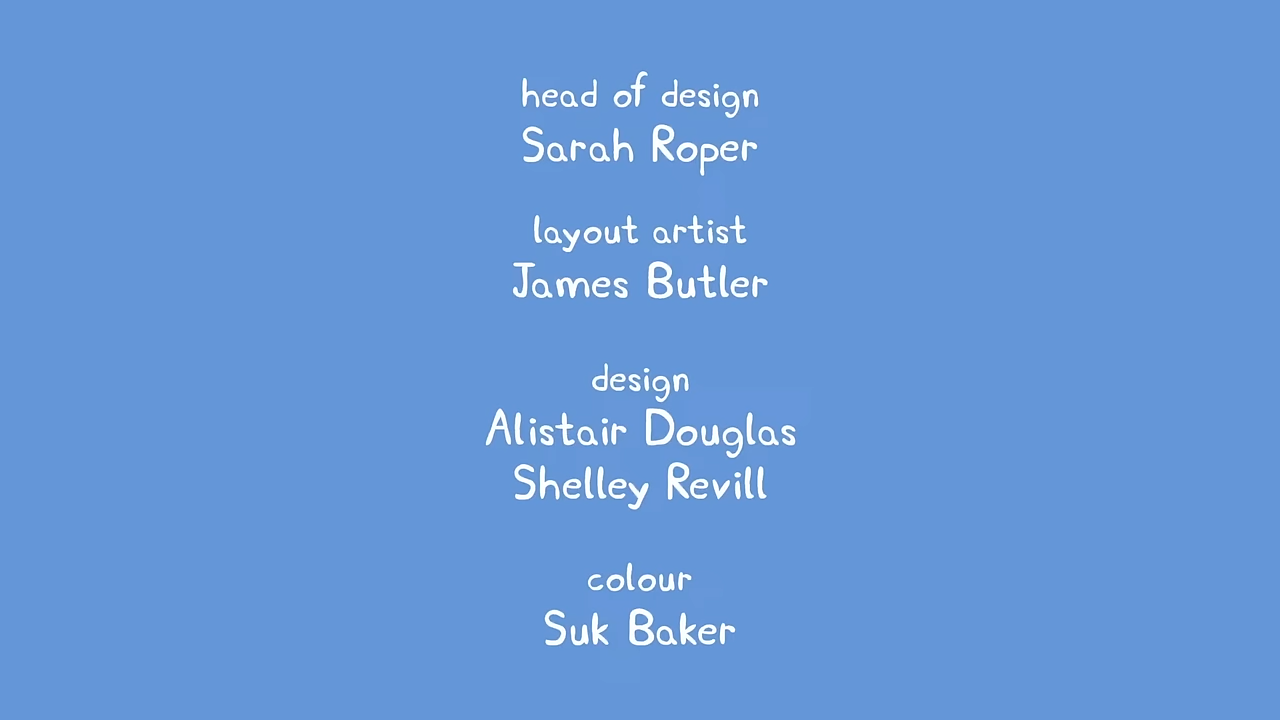 head of design
Sarah Roper
layout artist
James Butler
design
Alistair Douglas
Shelley Revill
colour
Suk Baker